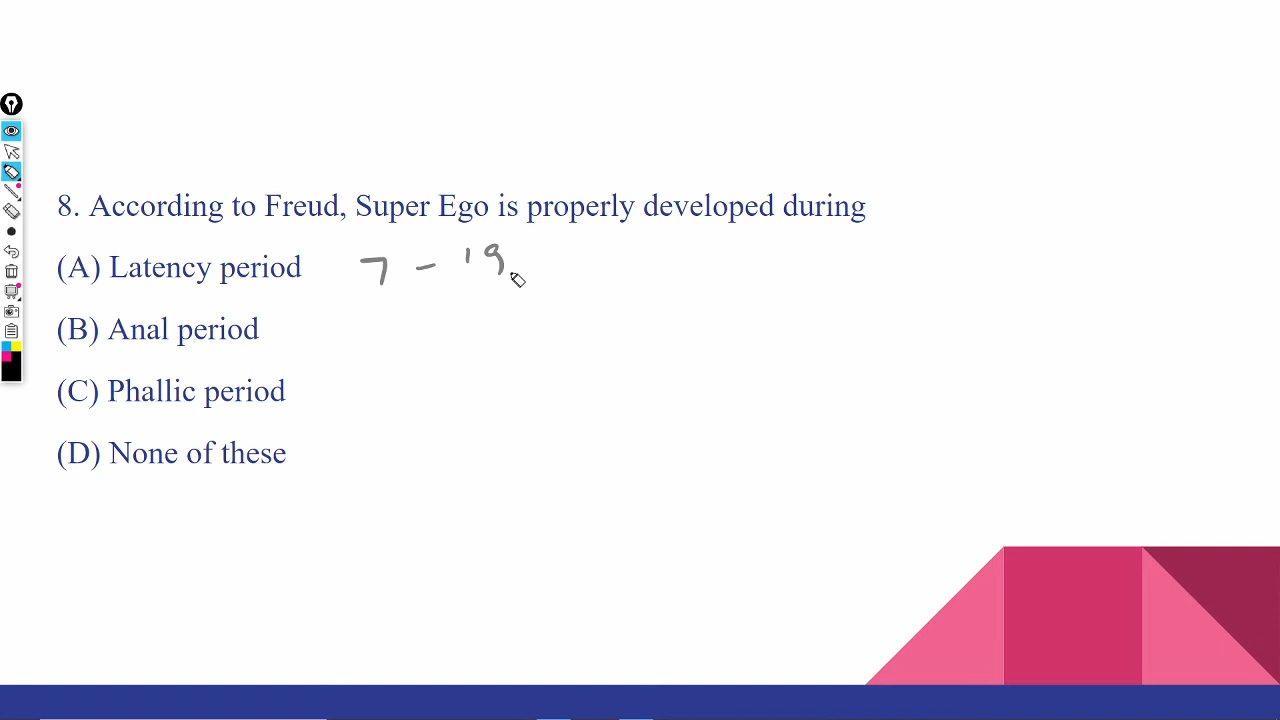 8. According to Freud, Super Ego is properly developed during
(A) Latency period 7 - 19
(B) Anal period
(C) Phallic period
(D) None of these